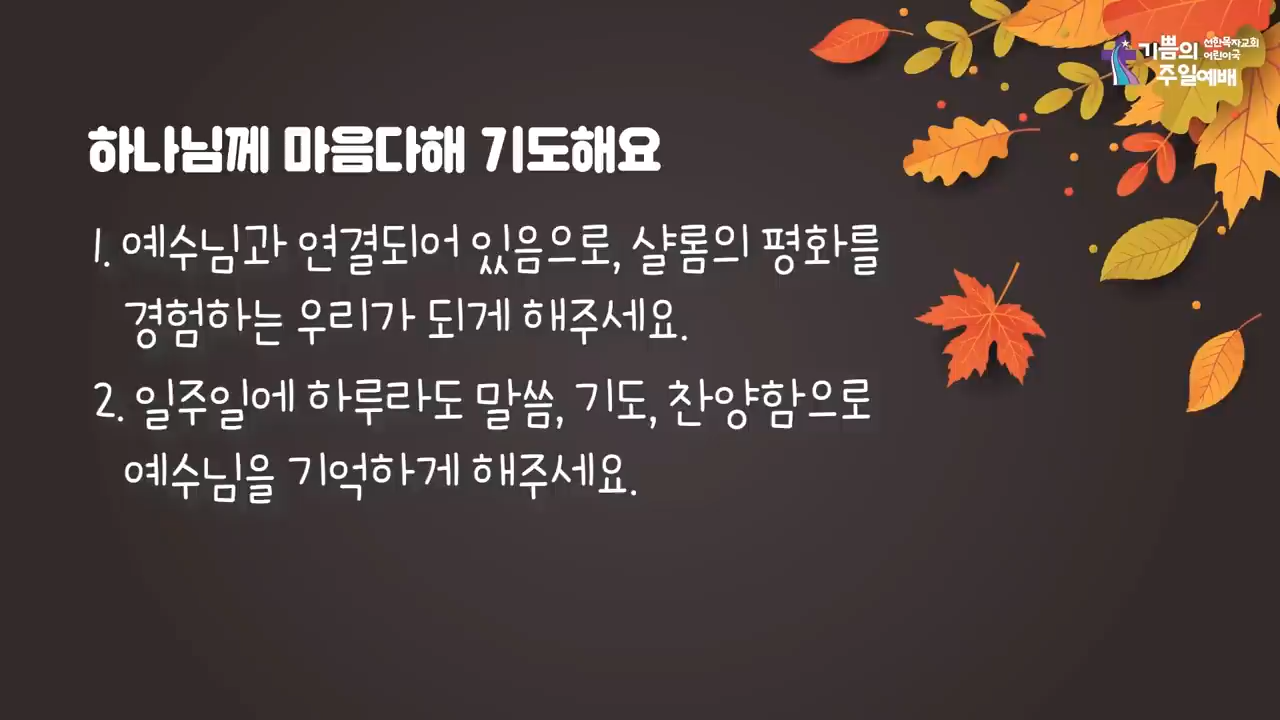 기쁨의 선한목자교회
어린이국
주일예배
하나님께 마음다해 기도해요
1. 예수님과 연결되어 있음으로, 샬롬의 평화를
경험하는 우리가 되게 해주세요.
2. 일주일에 하루라도 말씀, 기도, 찬양함으로
예수님을 기억하게 해주세요.